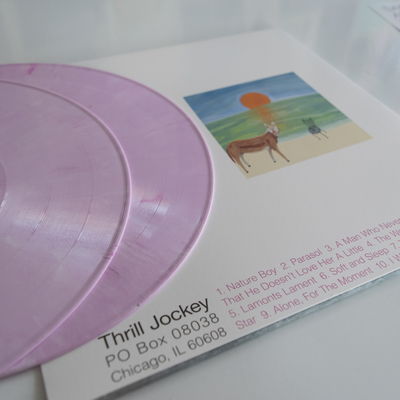 1. Nature Boy 2. Parasol 3. A Man Who Never
That He Doesn't Love Her A Little 4. The
5. Lamonts Lament 6. Soft and Seep 7.
Star 9. Alone, For The Moment 10. I
Thrill Jockey
PO Box 08038
Chicago, IL 60608